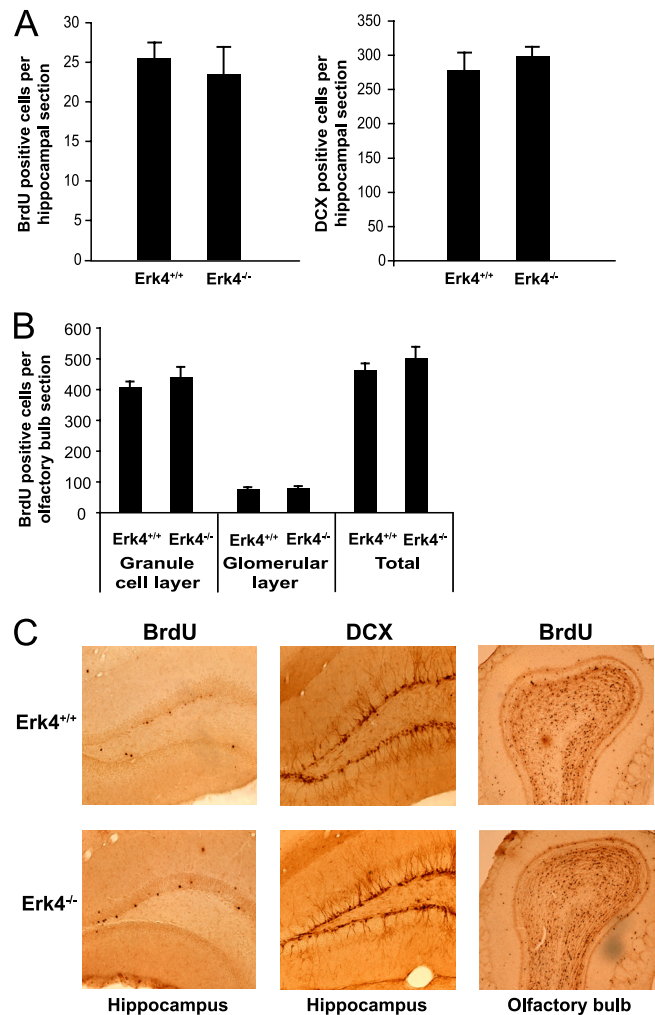 A
BrdU positive cells per
hippocampal section
30
25
20
15
10
5
0
Erk4+/+ Erk4-/-
DCX positive cells per
hippocampal section
350
300
250
200
150
100
50
0
Erk4+/+ Erk4-/-
B
BrdU positive cells per
olfactory bulb section
600
500
400
300
200
100
0
Erk4+/+ Erk4-/- Erk4+/+ Erk4-/- Erk4+/+ Erk4-/-
Granule Glomerular Total
cell layer layer
C
BrdU DCX BrdU
Erk4+/+
Erk4-/-
Hippocampus Hippocampus Olfactory bulb